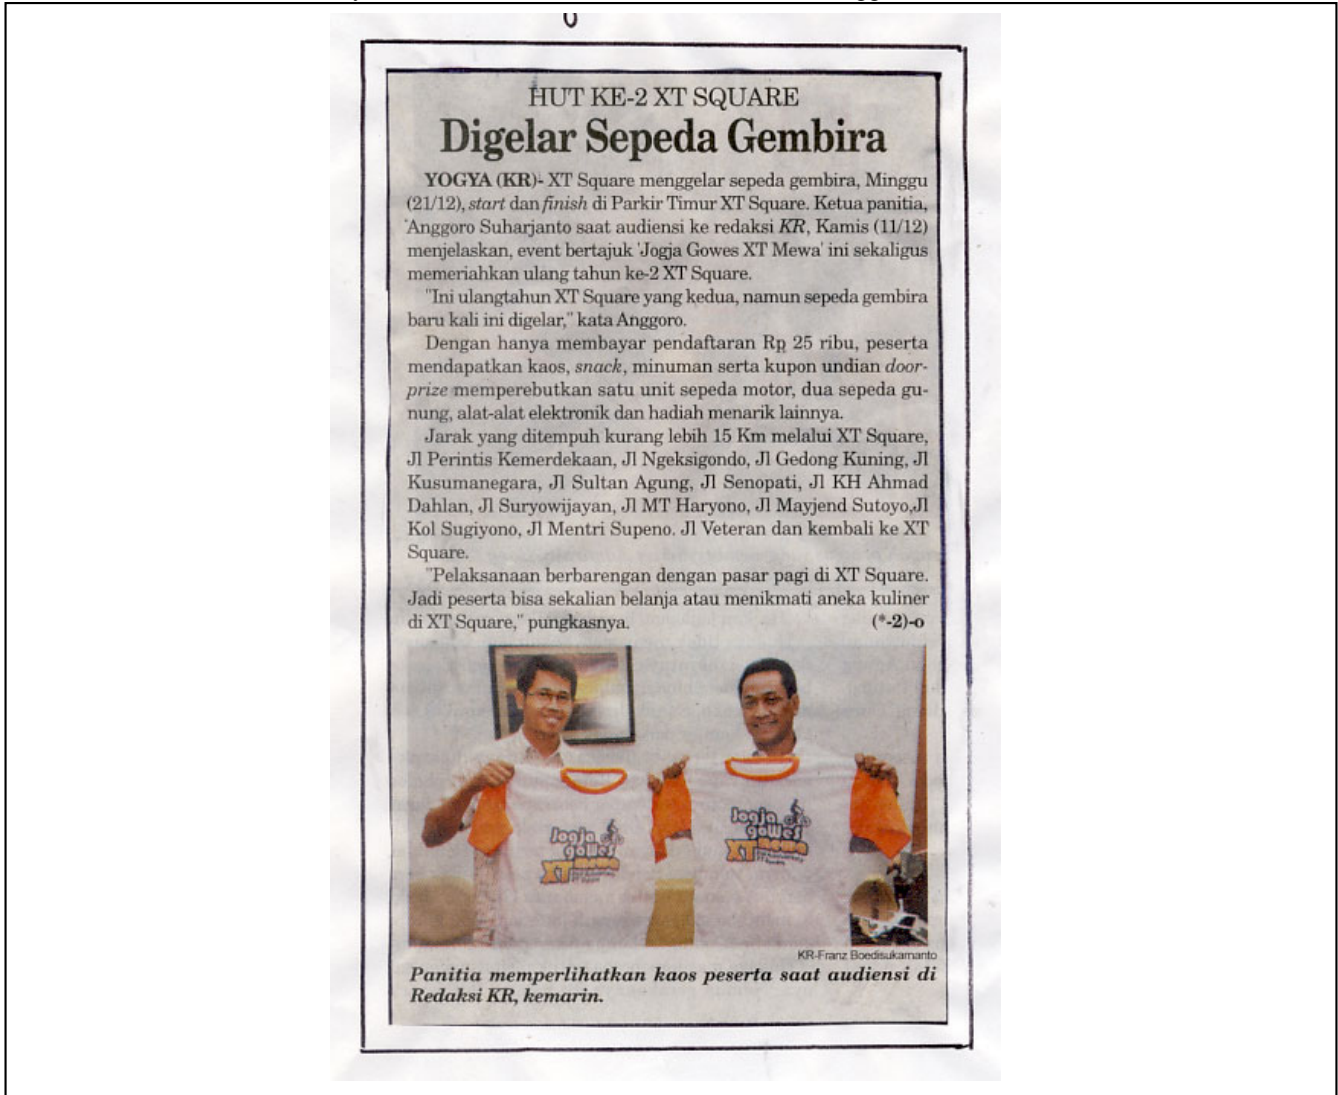 HUT KE-2 XT SQUARE
Digelar Sepeda Gembira
YOGYA (KR)- XT Square menggelar sepeda gembira, Minggu
(21/12), start dan finish di Parkir Timur XT Square. Ketua panitia,
Anggoro Suharjanto saat audiensi ke redaksi KR, Kamis (11/12)
menjelaskan, event bertajuk 'Jogja Gowes XT Mewa' ini sekaligus
memeriahkan ulang tahun ke-2 XT Square.
"Ini ulangtahun XT Square yang kedua, namun sepeda gembira
baru kali ini digelar," kata Anggoro.
Dengan hanya membayar pendaftaran Rp 25 ribu, peserta
mendapatkan kaos, snack, minuman serta kupon undian door-
prize memperebutkan satu unit sepeda motor, dua sepeda gu-
nung, alat-alat elektronik dan hadiah menarik lainnya.
Jarak yang ditempuh kurang lebih 15 Km melalui XT Square,
Jl Perintis Kemerdekaan, Jl Ngeksigondo, Jl Gedong Kuning, Jl
Kusumanegara, Jl Sultan Agung, Jl Senopati, Jl KH Ahmad
Dahlan, Jl Suryowijayan, Jl MT Haryono, Jl Mayjend Sutoyo,Jl
Kol Sugiyono, Jl Mentri Supeno. Jl Veteran dan kembali ke XT
Square.
"Pelaksanaan berbarengan dengan pasar pagi di XT Square.
Jadi peserta bisa sekalian belanja atau menikmati aneka kuliner
di XT Square," pungkasnya. (*-2)-o
Jogja
gowes
XT mewa
Jogja
gowes
XT mewa
KR-Franz Boedisukamanto
Panitia memperlihatkan kaos peserta saat audiensi di
Redaksi KR, kemarin.